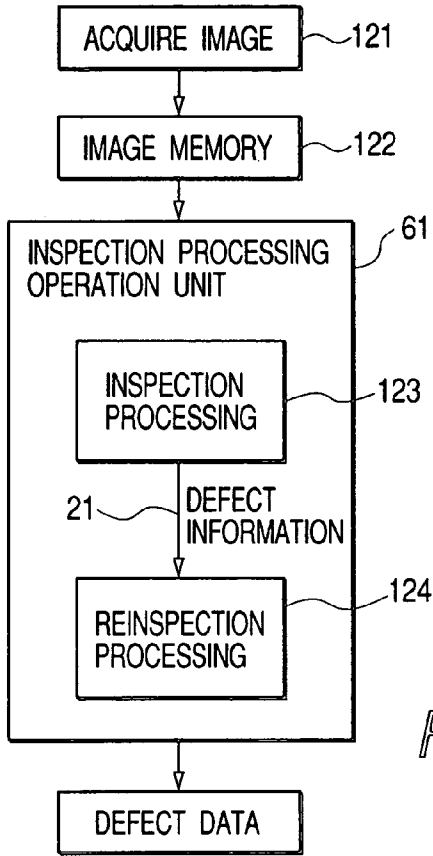 ACQUIRE IMAGE
121
IMAGE MEMORY
122
INSPECTION PROCESSING
OPERATION UNIT
61
INSPECTION
PROCESSING
123
21
DEFECT
INFORMATION
REINSPECTION
PROCESSING
124
DEFECT DATA